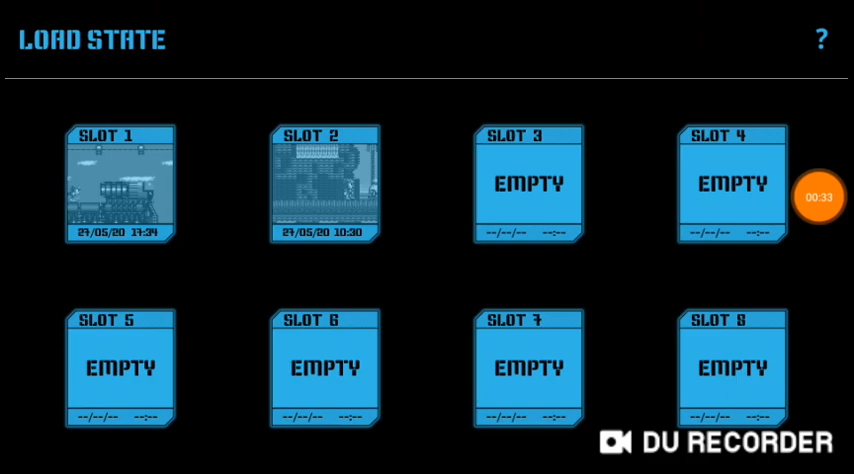 LOAD STATE ?
SLOT 1 SLOT 2 SLOT 3 SLOT 4
EMPTY EMPTY
00:33
27/05/20 17:34 27/05/20 10:30 --/--/-- --:-- --/--/-- --:--
SLOT 5 SLOT 6 SLOT 7 SLOT 8
EMPTY EMPTY EMPTY EMPTY
--/--/-- --:-- --/--/-- --:-- --/--/-- --:-- --/--/-- --:--
DU RECORDER